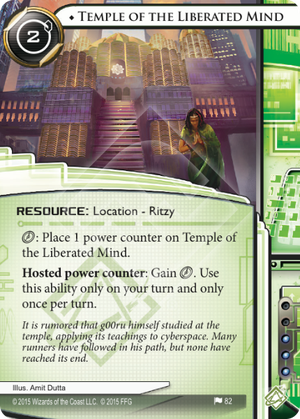 2
♦ Temple of the Liberated Mind
RESOURCE: Location - Ritzy
: Place 1 power counter on Temple of
the Liberated Mind.
Hosted power counter: Gain . Use
this ability only on your turn and only
once per turn.
It is rumored that g00ru himself studied at the
temple, applying its teachings to cyberspace. Many
runners have followed in his path, but none have
reached its end.
Illus. Amit Dutta
© 2015 Wizards of the Coast LLC. © 2015 FFG
82